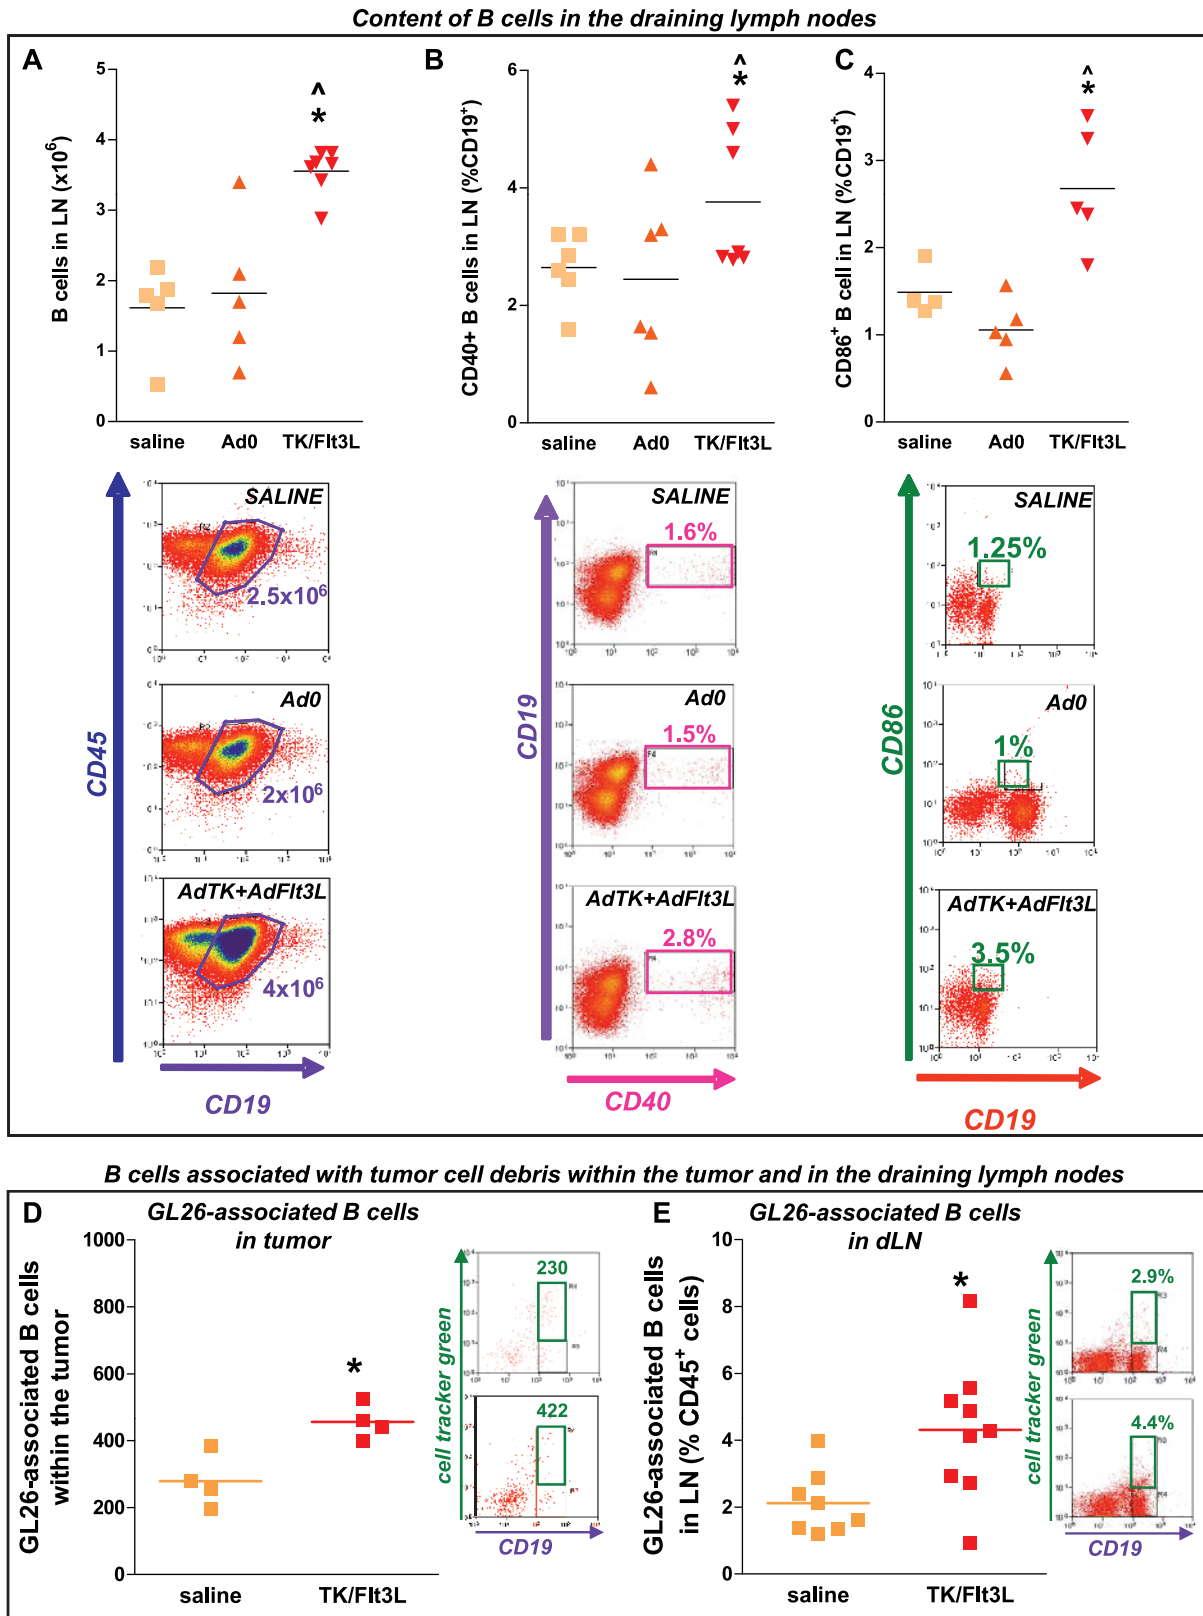 Content of B cells in the draining lymph nodes
A
B cells in LN (x10⁶)
5
4
3
2
1
0
^
*
saline Ad0 TK/Flt3L
B
CD40+ B cells in LN (%CD19⁺)
6
4
2
0
^
*
saline Ad0 TK/Flt3L
C
CD86⁺ B cell in LN (%CD19⁺)
4
3
2
1
0
^
*
saline Ad0 TK/Flt3L
CD45
SALINE
2.5x10⁶
Ad0
2x10⁶
AdTK+AdFlt3L
4x10⁶
CD19
CD19
SALINE
1.6%
Ad0
1.5%
AdTK+AdFlt3L
2.8%
CD40
CD86
SALINE
1.25%
Ad0
1%
AdTK+AdFlt3L
3.5%
CD19
B cells associated with tumor cell debris within the tumor and in the draining lymph nodes
D
GL26-associated B cells
in tumor
GL26-associated B cells
within the tumor
1000
800
600
400
200
0
*
saline TK/Flt3L
cell tracker green
230
422
CD19
E
GL26-associated B cells
in dLN
GL26-associated B cells
in LN (% CD45⁺ cells)
10
8
6
4
2
0
*
saline TK/Flt3L
cell tracker green
2.9%
4.4%
CD19